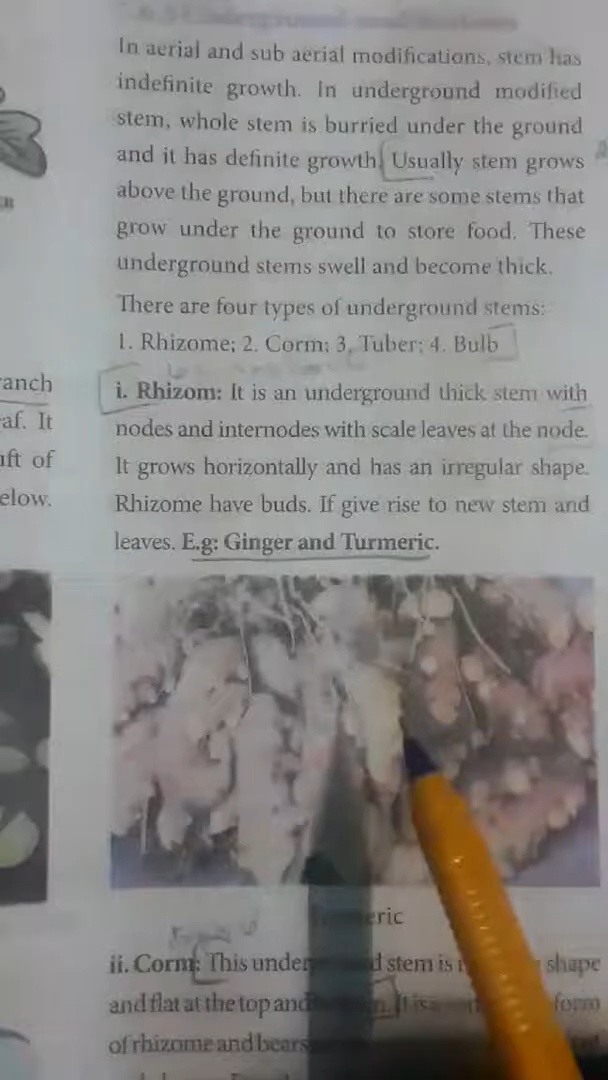 In aerial and sub aerial modifications, stem has
indefinite growth. In underground modified
stem, whole stem is burried under the ground
and it has definite growth. Usually stem grows
above the ground, but there are some stems that
grow under the ground to store food. These
underground stems swell and become thick.
There are four types of underground stems:
1. Rhizome; 2. Corm; 3. Tuber; 4. Bulb
i. Rhizom: It is an underground thick stem with
nodes and internodes with scale leaves at the node.
It grows horizontally and has an irregular shape.
Rhizome have buds. If give rise to new stem and
leaves. E.g: Ginger and Turmeric.
ii. Corm: This stem is shape
and flat at the top and form
of rhizome and bears
af. It
of
elow.